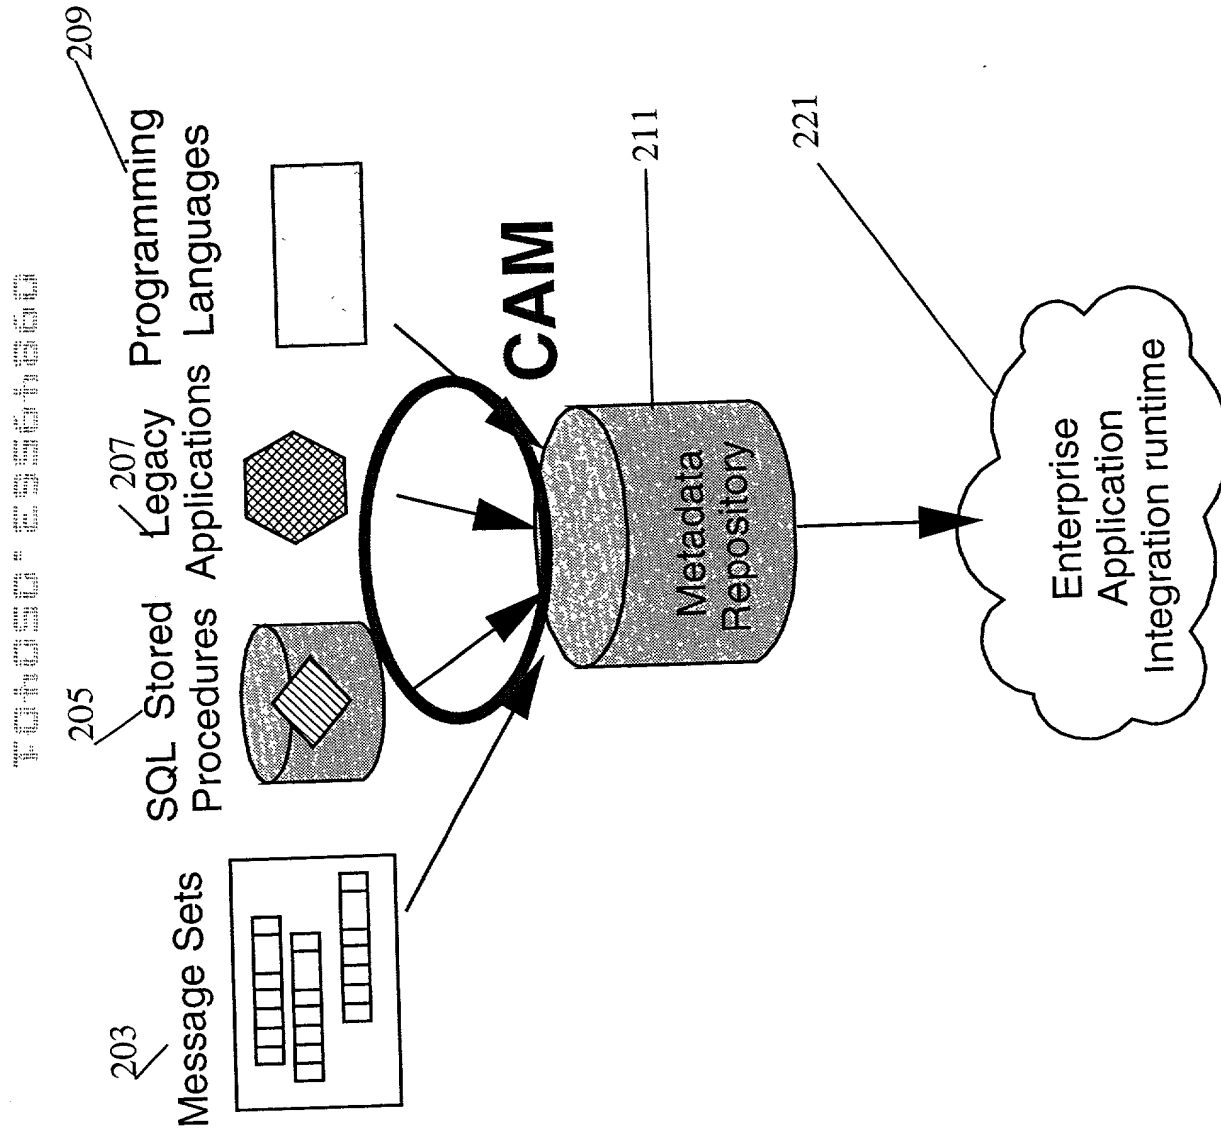 203
205
207
209
Message Sets
SQL Stored
Procedures
Legacy
Applications
Programming
Languages
CAM
211
Metadata
Repository
221
Enterprise
Application
Integration runtime